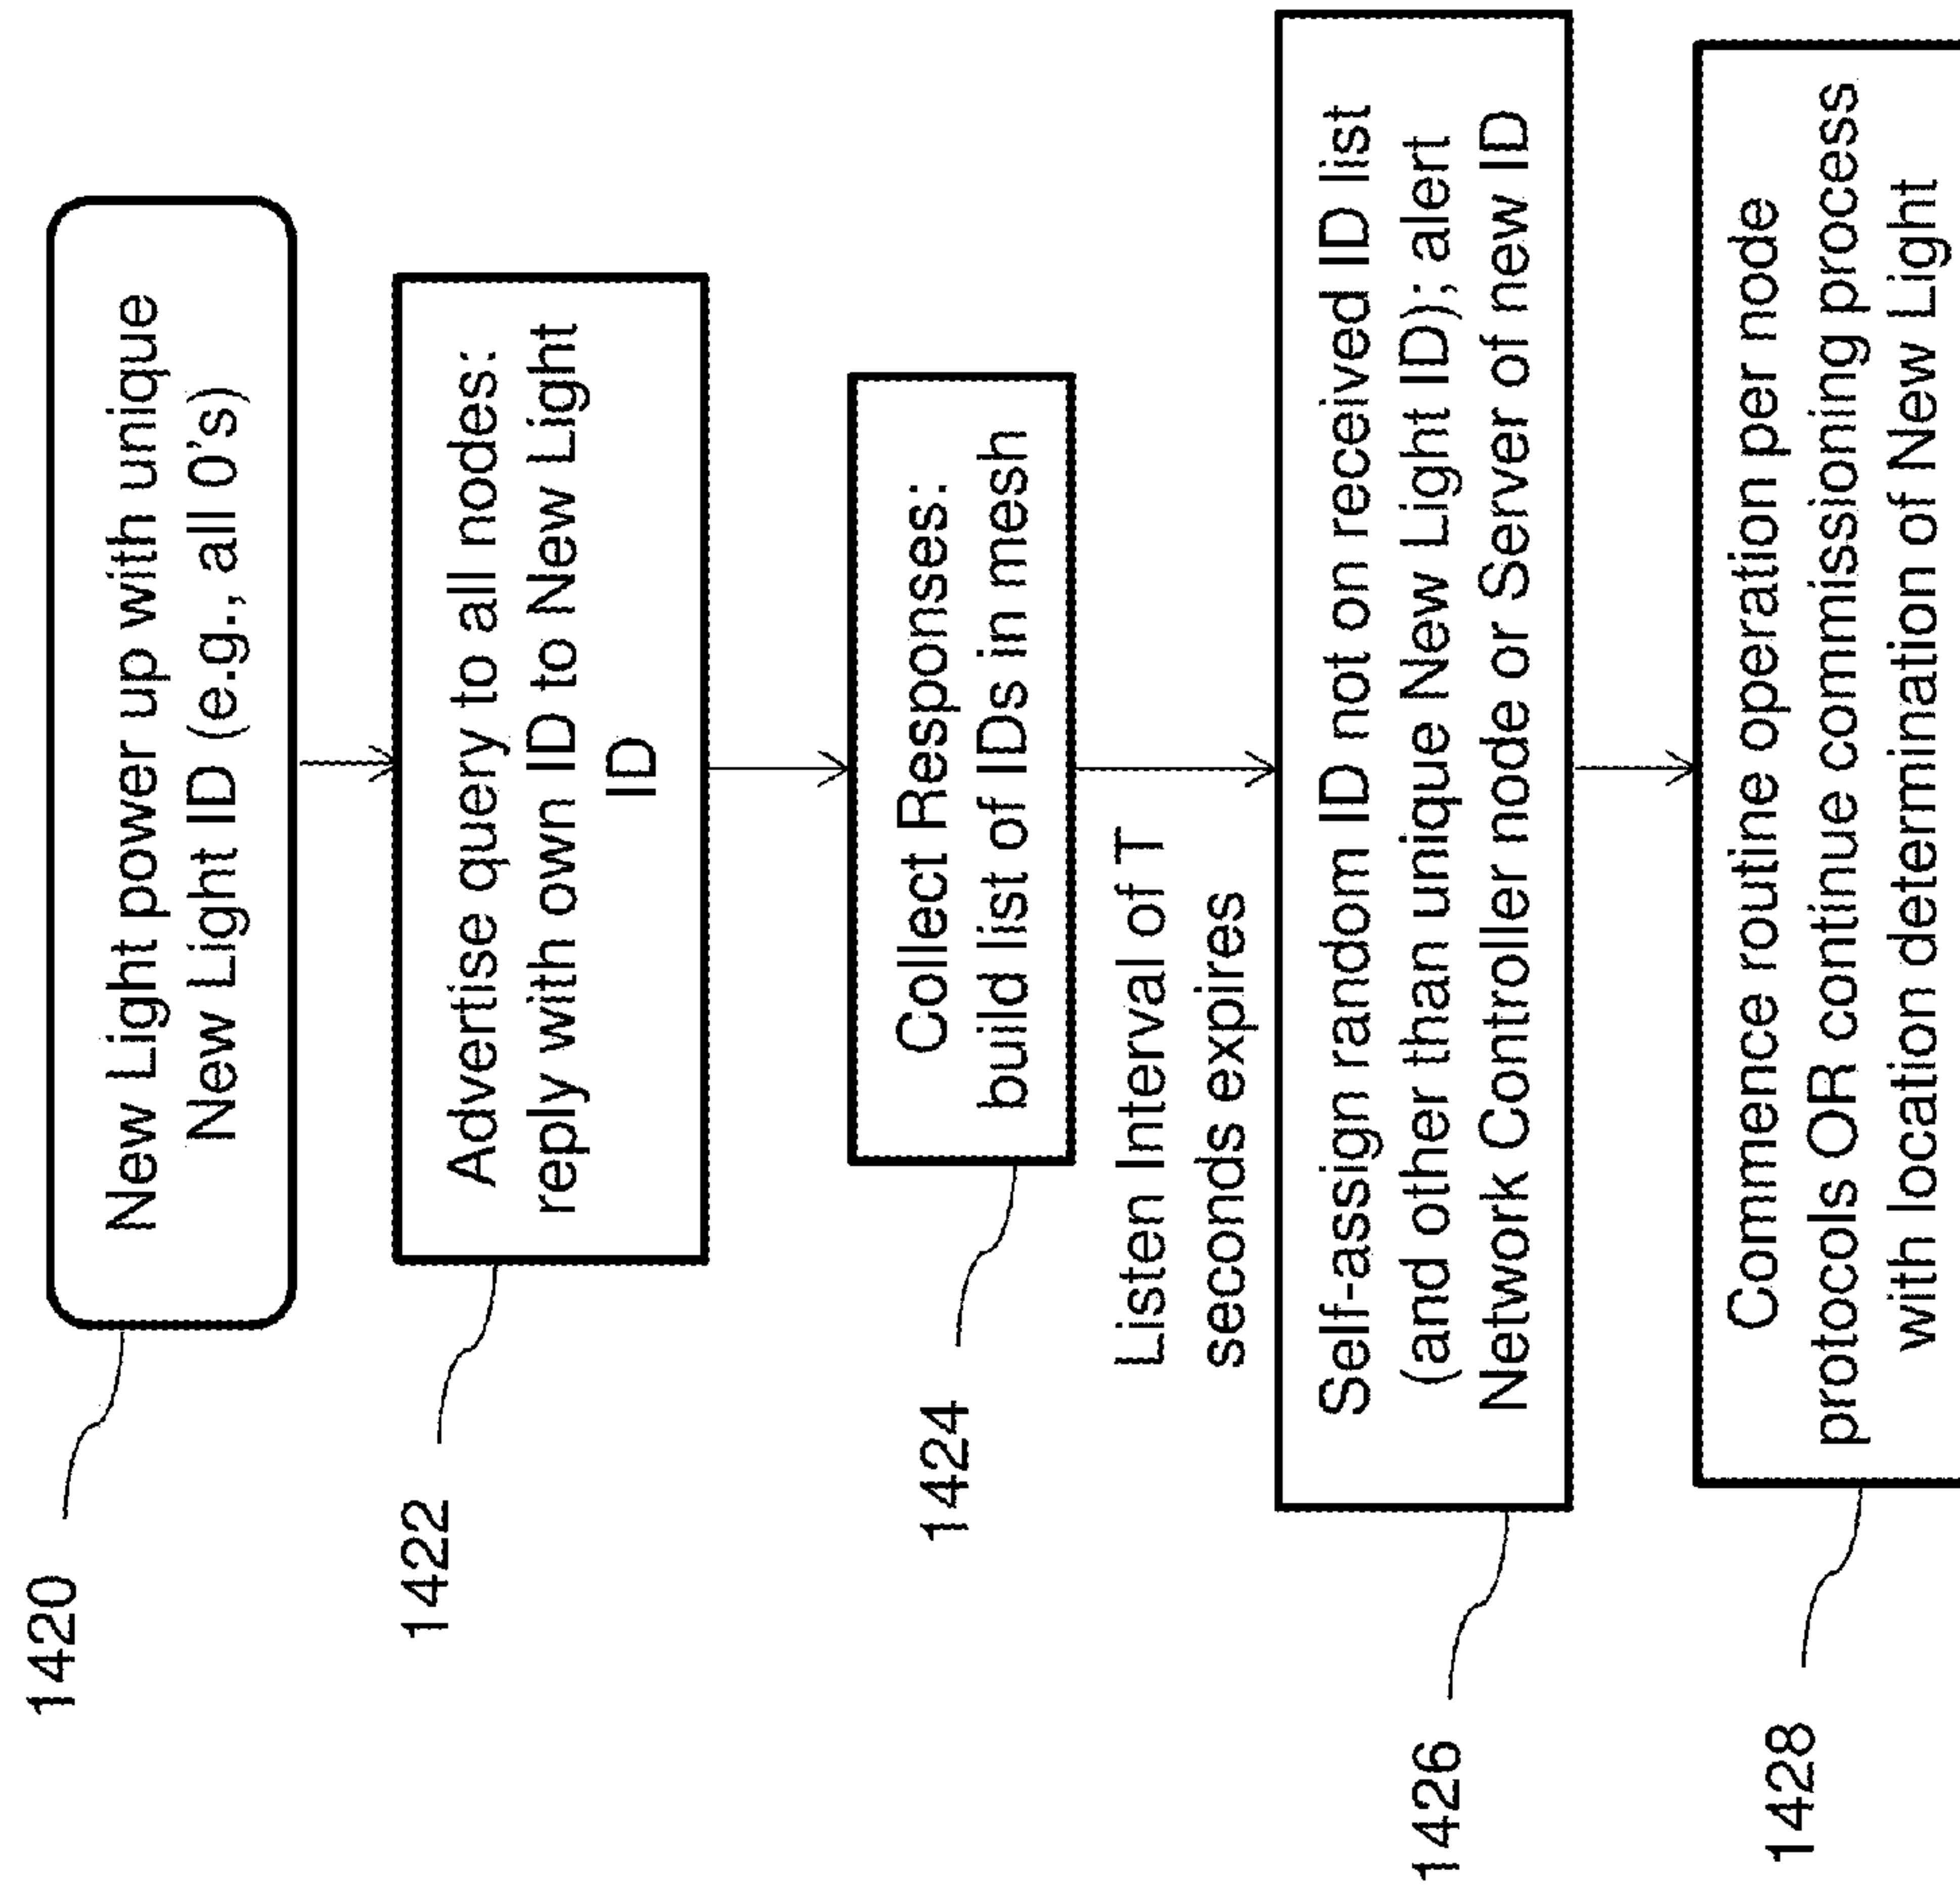 1420
New Light power up with unique
New Light ID (e.g., all 0's)
1422
Advertise query to all nodes:
reply with own ID to New Light
ID
1424
Collect Responses:
build list of IDs in mesh
Listen Interval of T
seconds expires
1426
Self-assign random ID not on received ID list
(and other than unique New Light ID); alert
Network Controller node or Server of new ID
1428
Commence routine operation per node
protocols OR continue commissioning process
with location determination of New Light